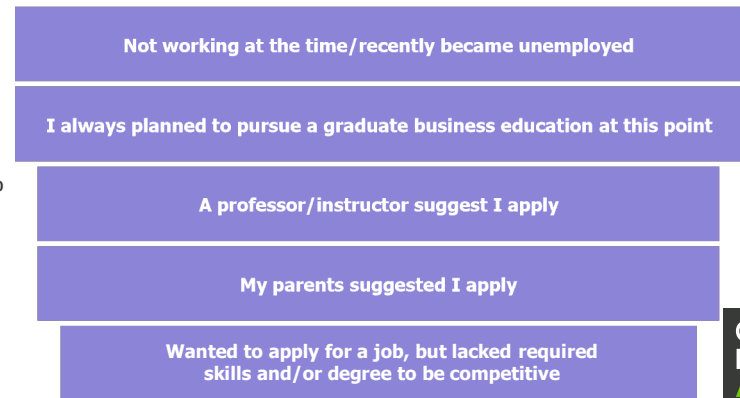 Not working at the time/recently became unemployed
I always planned to pursue a graduate business education at this point
A professor/instructor suggest I apply
My parents suggested I apply
Wanted to apply for a job, but lacked required
skills and/or degree to be competitive